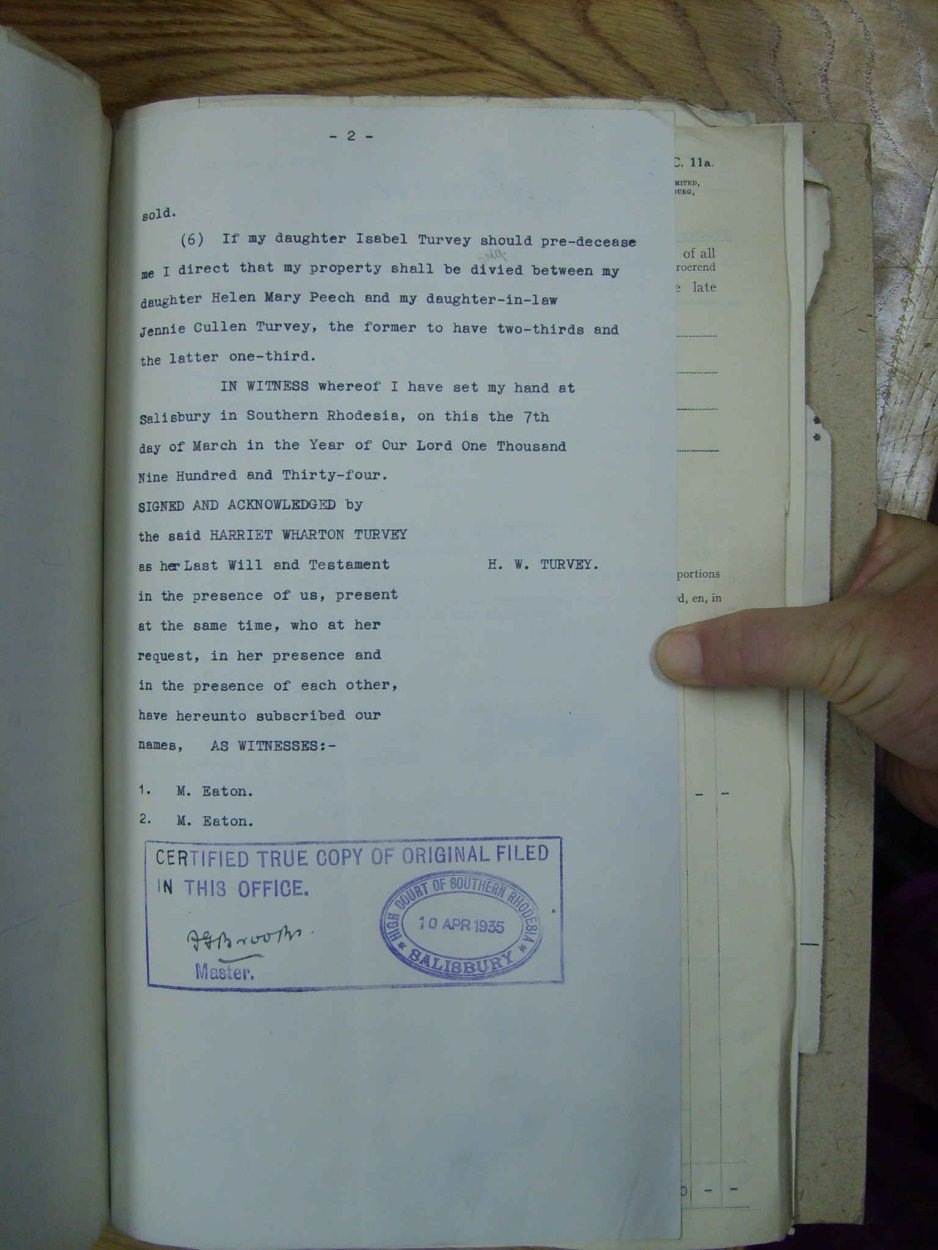 - 2 -
sold.
(6) If my daughter Isabel Turvey should pre-decease
me I direct that my property shall be divied between my
daughter Helen Mary Peech and my daughter-in-law
Jennie Cullen Turvey, the former to have two-thirds and
the latter one-third.
IN WITNESS whereof I have set my hand at
Salisbury in Southern Rhodesia, on this the 7th
day of March in the Year of Our Lord One Thousand
Nine Hundred and Thirty-four.
SIGNED AND ACKNOWLEDGED by
the said HARRIET WHARTON TURVEY
as her Last Will and Testament H. W. TURVEY.
in the presence of us, present
at the same time, who at her
request, in her presence and
in the presence of each other,
have hereunto subscribed our
names, AS WITNESSES:-
1. M. Eaton.
2. M. Eaton.
CERTIFIED TRUE COPY OF ORIGINAL FILED
IN THIS OFFICE.
Master.
HIGH COURT OF SOUTHERN RHODESIA
10 APR 1935
* SALISBURY *
C. 11a.
MITED,
of all
late
portions
en, in